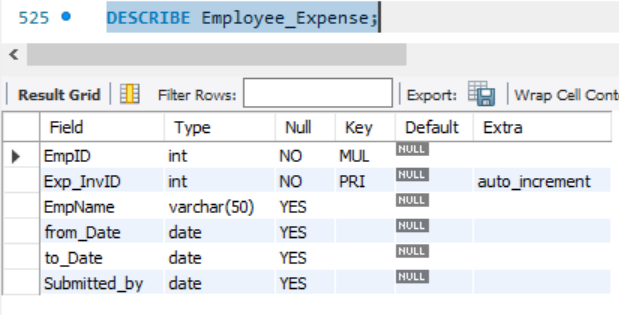 525 DESCRIBE Employee_Expense;
Result Grid Filter Rows: Export: Wrap Cell Cont
Field Type Null Key Default Extra
EmpID int NO MUL NULL
Exp_InvID int NO PRI NULL auto_increment
EmpName varchar(50) YES NULL
from_Date date YES NULL
to_Date date YES NULL
Submitted_by date YES NULL